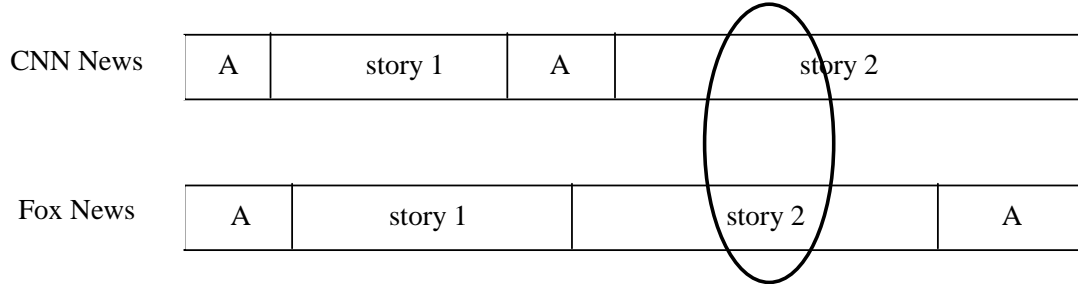 CNN News A story 1 A story 2
Fox News A story 1 story 2 A